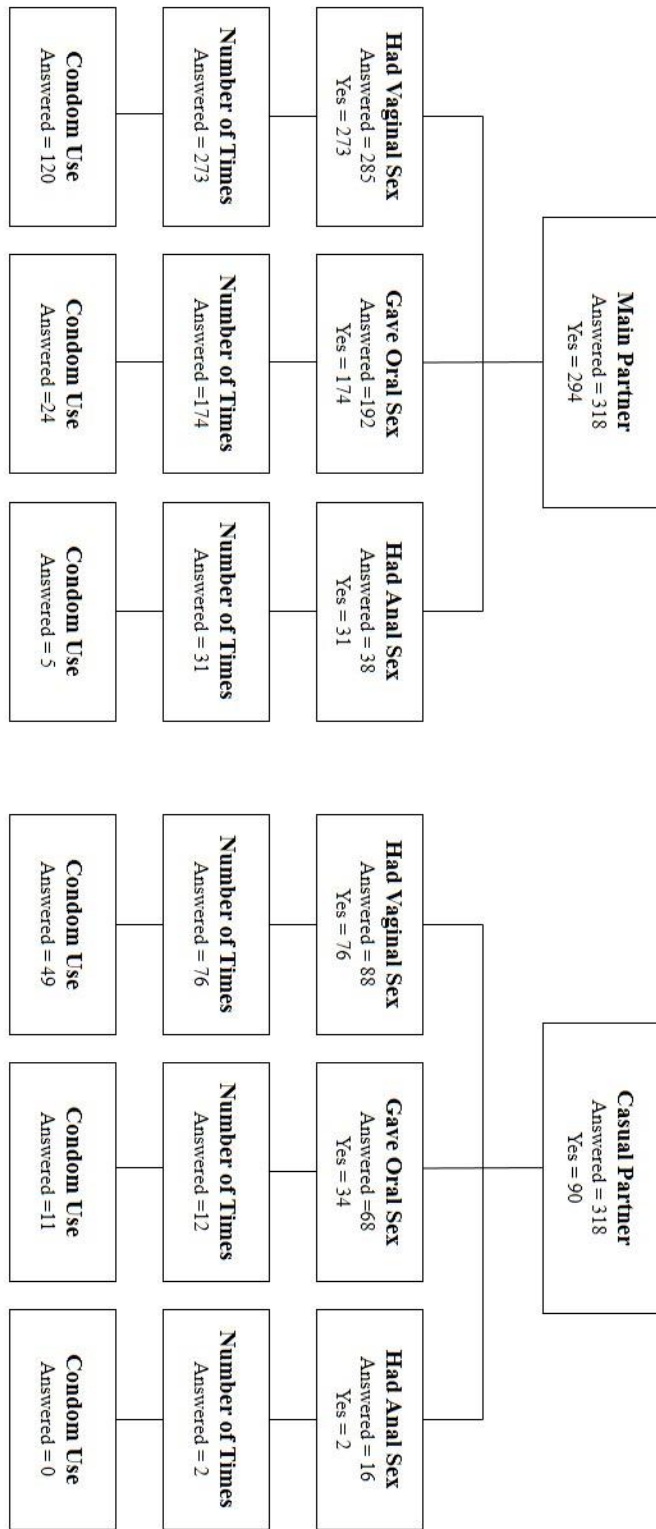 Main Partner
Answered = 318
Yes = 294
Had Vaginal Sex
Answered = 285
Yes = 273
Gave Oral Sex
Answered =192
Yes = 174
Had Anal Sex
Answered = 38
Yes = 31
Number of Times
Answered = 273
Number of Times
Answered =174
Number of Times
Answered = 31
Condom Use
Answered = 120
Condom Use
Answered =24
Condom Use
Answered = 5
Casual Partner
Answered = 318
Yes = 90
Had Vaginal Sex
Answered = 88
Yes = 76
Gave Oral Sex
Answered =68
Yes = 34
Had Anal Sex
Answered = 16
Yes = 2
Number of Times
Answered = 76
Number of Times
Answered =12
Number of Times
Answered = 2
Condom Use
Answered = 49
Condom Use
Answered =11
Condom Use
Answered = 0